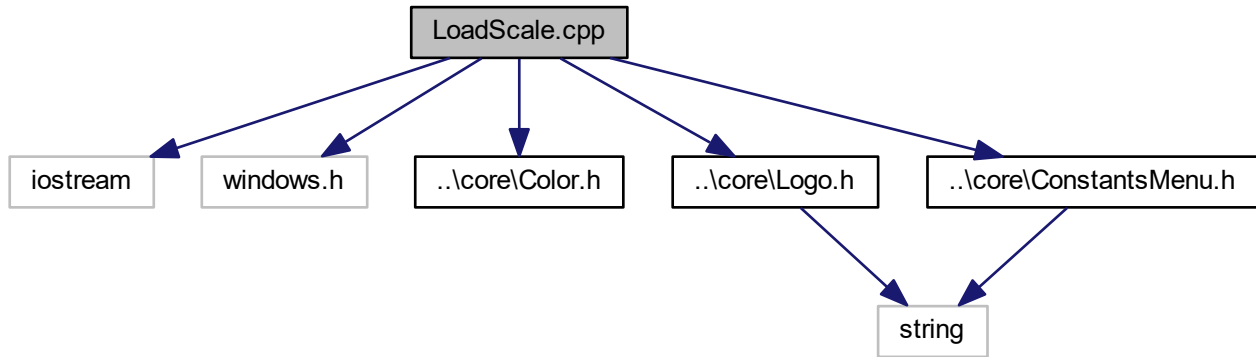 LoadScale.cpp
iostream
windows.h
..\core\Color.h
..\core\Logo.h
..\core\ConstantsMenu.h
string